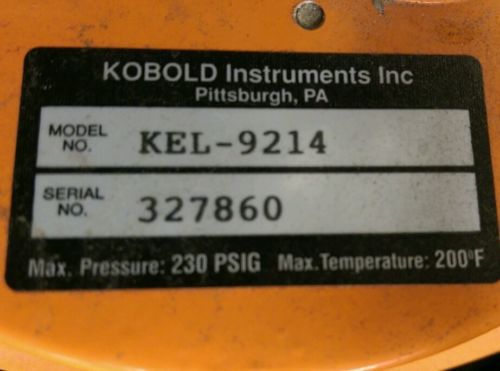 KOBOLD Instruments Inc
Pittsburgh, PA
MODEL NO. KEL-9214
SERIAL NO. 327860
Max. Pressure: 230 PSIG Max. Temperature: 200°F